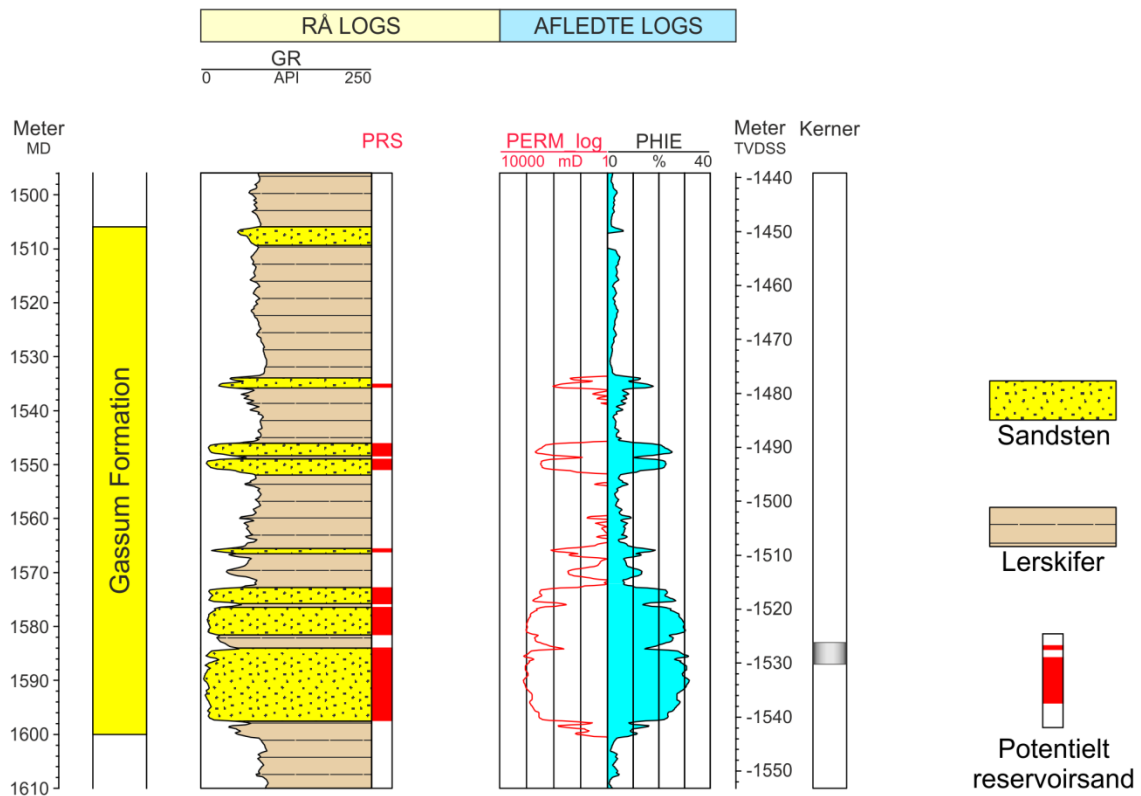 RÅ LOGS
AFLEDTE LOGS
GR
0 API 250
Meter
MD
PRS
PERM_log
10000 mD 1
PHIE
0 % 40
Meter
TVDSS
Kerner
1500
1510
1520
1530
1540
1550
1560
1570
1580
1590
1600
1610
Gassum Formation
-1440
-1450
-1460
-1470
-1480
-1490
-1500
-1510
-1520
-1530
-1540
-1550
Sandsten
Lerskifer
Potentielt
reservoirsand